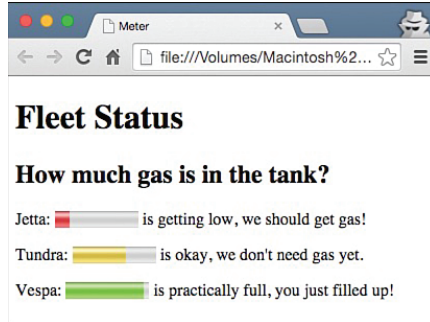 Meter
file:///Volumes/Macintosh%2...
Fleet Status
How much gas is in the tank?
Jetta: is getting low, we should get gas!
Tundra: is okay, we don't need gas yet.
Vespa: is practically full, you just filled up!